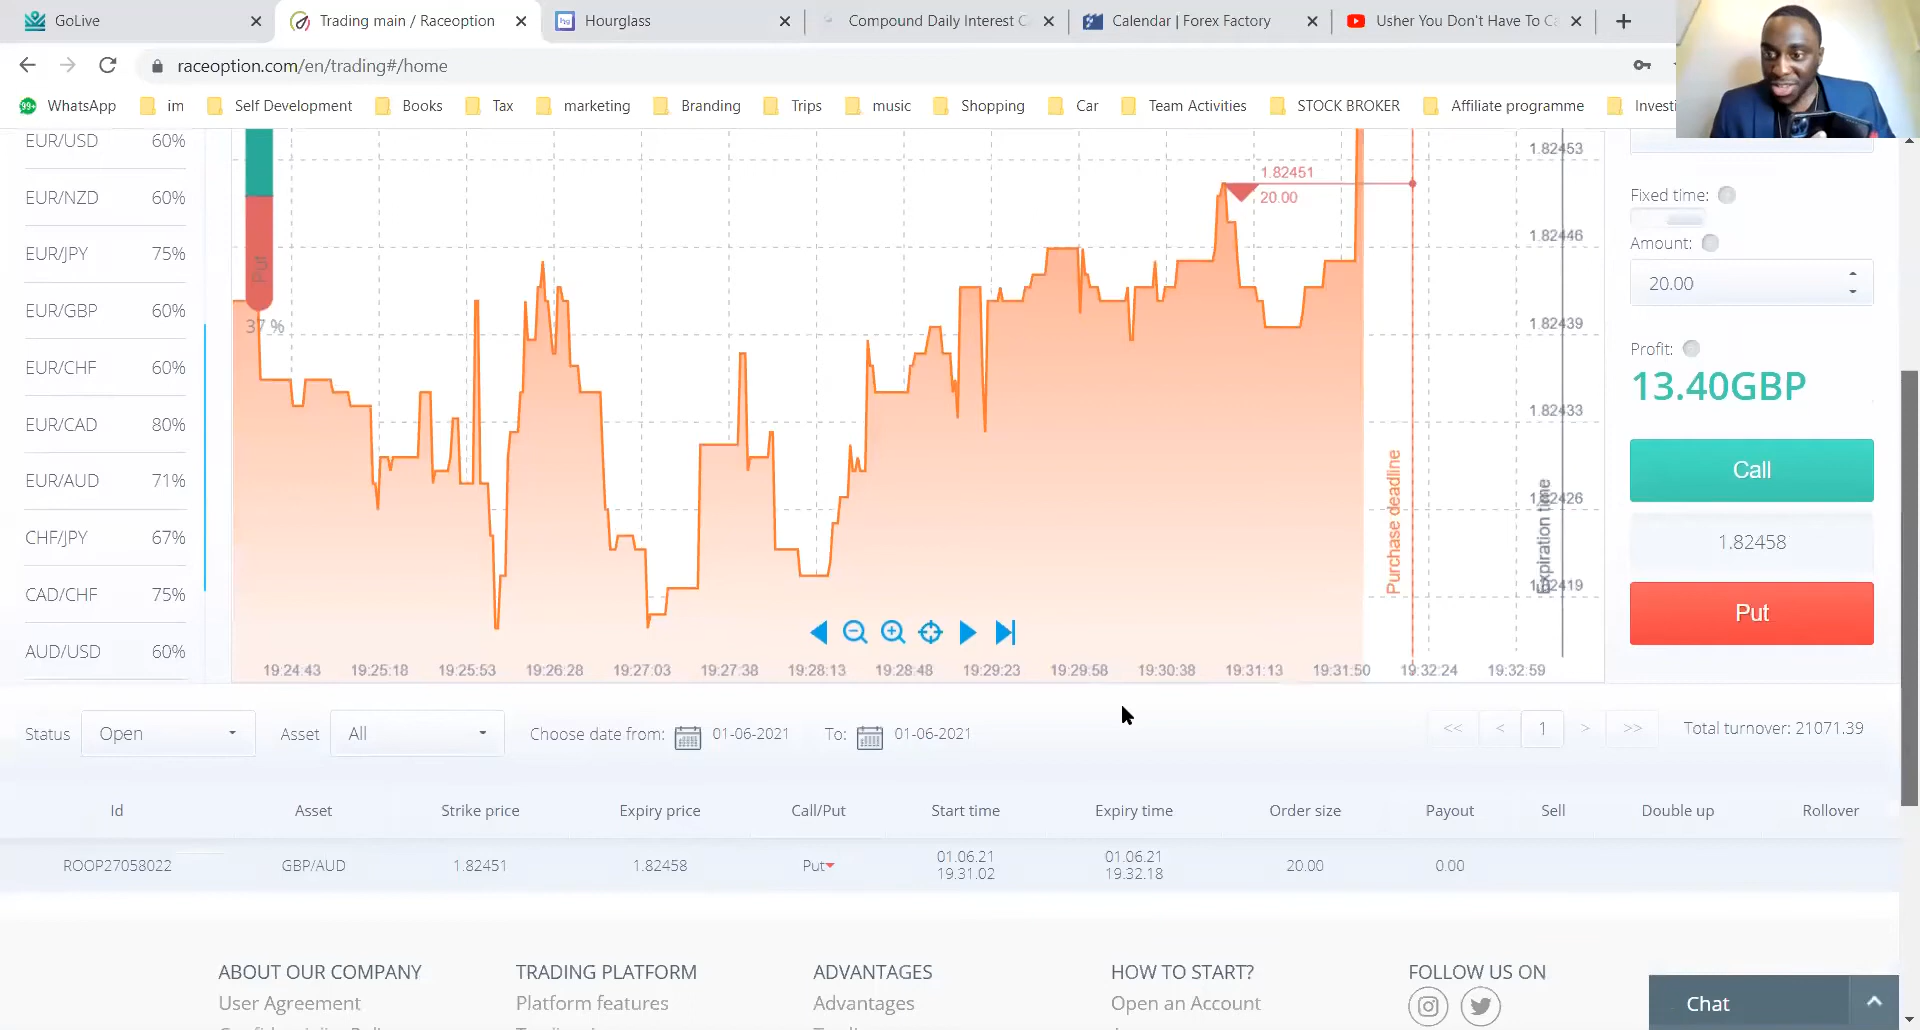 GoLive
Trading main / Raceoption
Hourglass
Compound Daily Interest C
Calendar | Forex Factory
Usher You Don't Have To Ca
raceoption.com/en/trading#/home
99+ WhatsApp
im
Self Development
Books
Tax
marketing
Branding
Trips
music
Shopping
Car
Team Activities
STOCK BROKER
Affiliate programme
Investi
EUR/USD 60%
EUR/NZD 60%
EUR/JPY 75%
EUR/GBP 60%
EUR/CHF 60%
EUR/CAD 80%
EUR/AUD 71%
CHF/JPY 67%
CAD/CHF 75%
AUD/USD 60%
Put
37 %
1.82451
20.00
1.82453
1.82446
1.82439
1.82433
1.82426
1.82419
Purchase deadline
Expiration time
19:24:43 19:25:18 19:25:53 19:26:28 19:27:03 19:27:38 19:28:13 19:28:48 19:29:23 19:29:58 19:30:38 19:31:13 19:31:50 19:32:24 19:32:59
Fixed time:
Amount:
20.00
Profit:
13.40GBP
Call
1.82458
Put
Status Open Asset All Choose date from: 01-06-2021 To: 01-06-2021 << < 1 > >> Total turnover: 21071.39
Id Asset Strike price Expiry price Call/Put Start time Expiry time Order size Payout Sell Double up Rollover
ROOP27058022 GBP/AUD 1.82451 1.82458 Put 01.06.21 19.31.02 01.06.21 19.32.18 20.00 0.00
ABOUT OUR COMPANY TRADING PLATFORM ADVANTAGES HOW TO START? FOLLOW US ON
User Agreement Platform features Advantages Open an Account
Chat